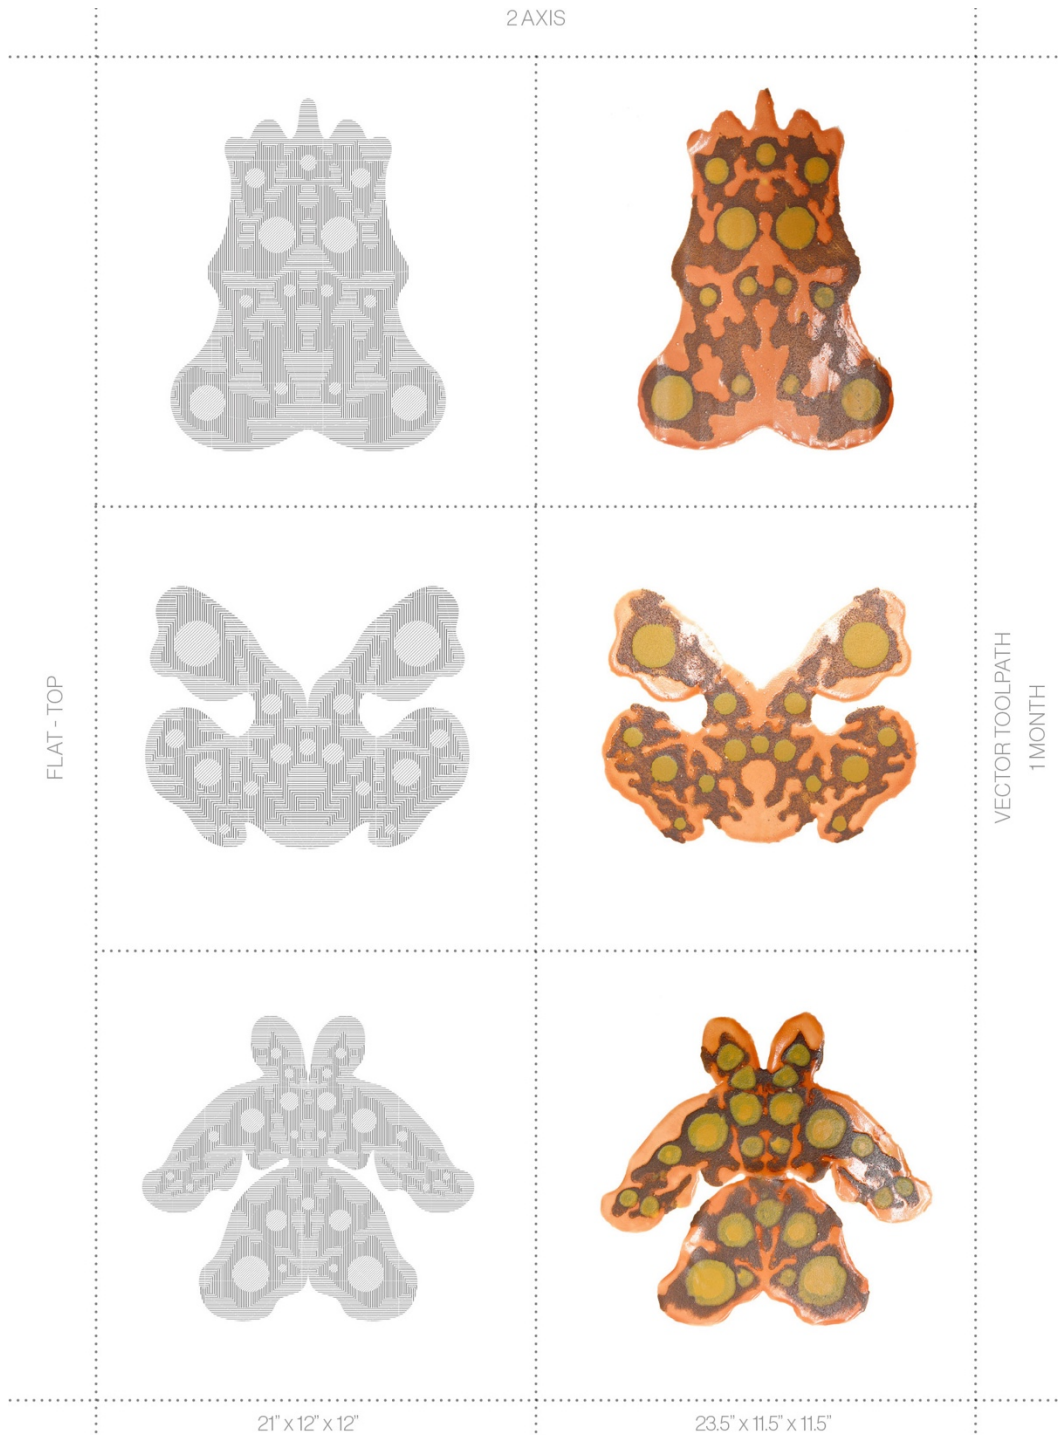 2 AXIS
FLAT - TOP
VECTOR TOOLPATH
1 MONTH
21" x 12" x 12"
23.5" x 11.5" x 11.5"